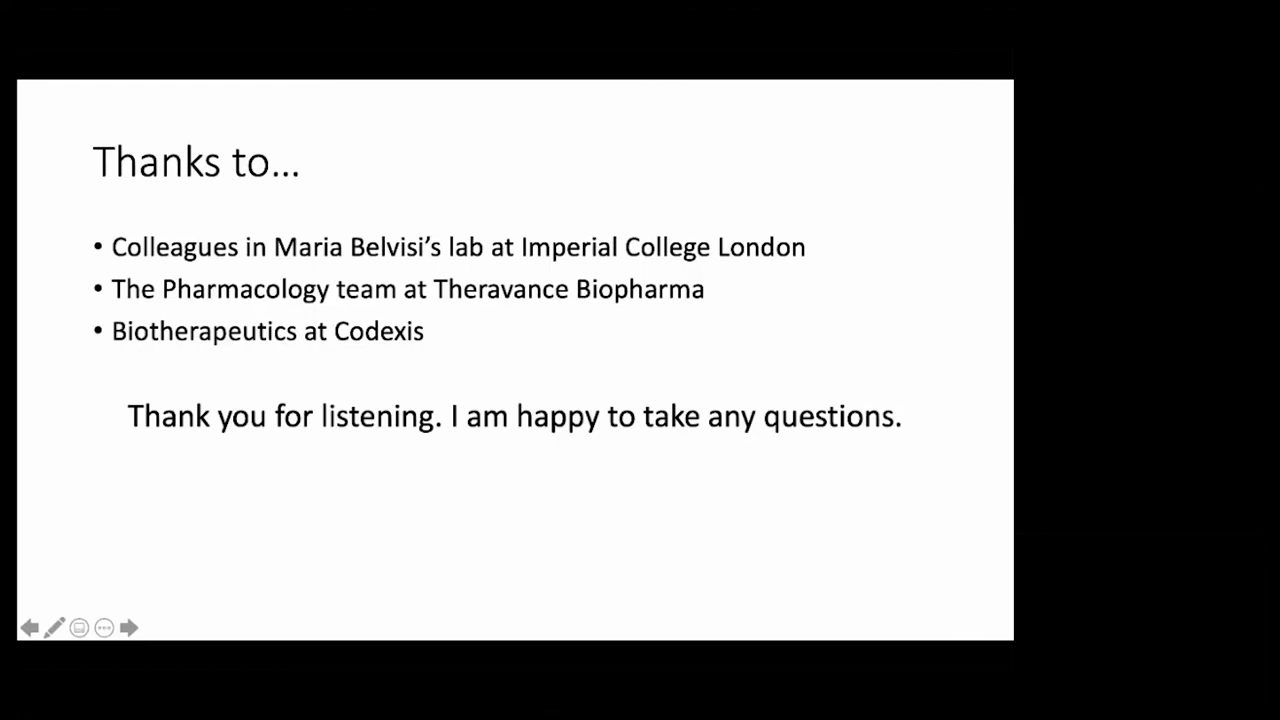 Thanks to...
• Colleagues in Maria Belvisi’s lab at Imperial College London
• The Pharmacology team at Theravance Biopharma
• Biotherapeutics at Codexis
Thank you for listening. I am happy to take any questions.